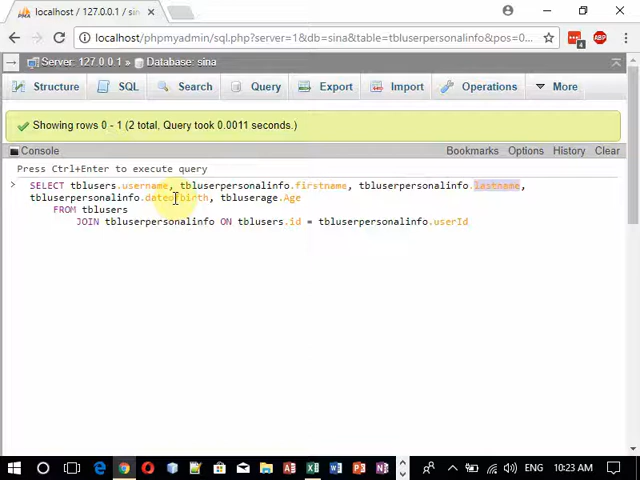 localhost / 127.0.0.1 / sin
localhost/phpmyadmin/sql.php?server=1&db=sina&table=tbluserpersonalinfo&pos=0...
4
ABP
Server: 127.0.0.1 » Database: sina
Structure SQL Search Query Export Import Operations More
Showing rows 0 - 1 (2 total, Query took 0.0011 seconds.)
Console
Press Ctrl+Enter to execute query Bookmarks Options History Clear
> SELECT tblusers.username, tbluserpersonalinfo.firstname, tbluserpersonalinfo.lastname,
tbluserpersonalinfo.dateofbirth, tbluserage.Age
FROM tblusers
JOIN tbluserpersonalinfo ON tblusers.id = tbluserpersonalinfo.userId
ENG 10:23 AM